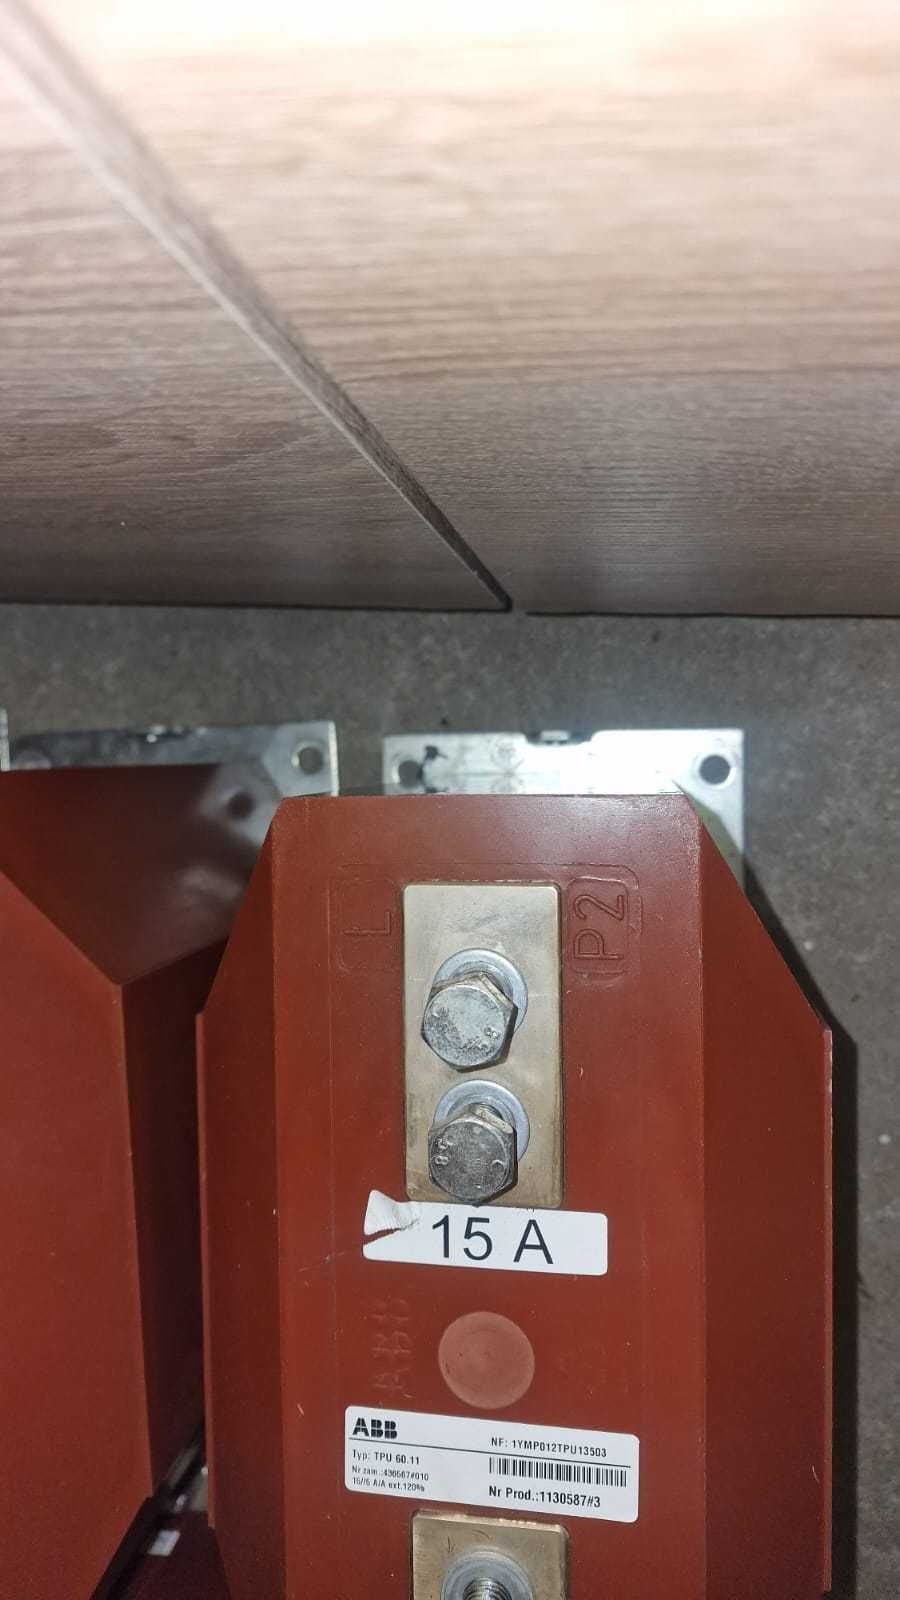 P2
15 A
ABB
ABB
NF: 1YMP012TPU13503
Typ: TPU 60.11
Nr zam.:436567#010
15//5 A/A ext.120%
Nr Prod.:1130587#3